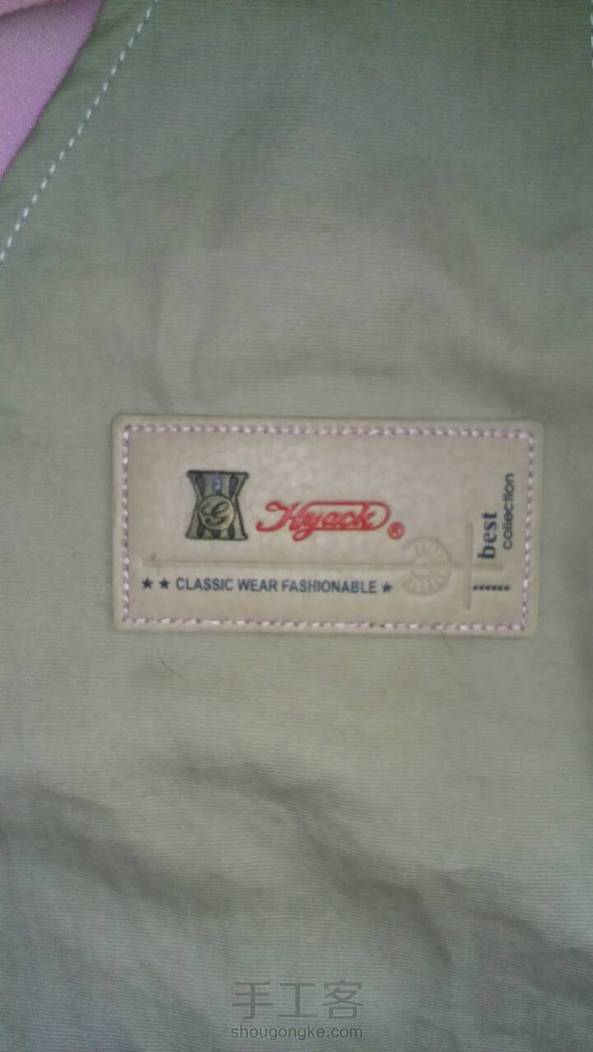 G
Kyack®
★ ★ CLASSIC WEAR FASHIONABLE ★
best
collection
手工客
shougongke.com